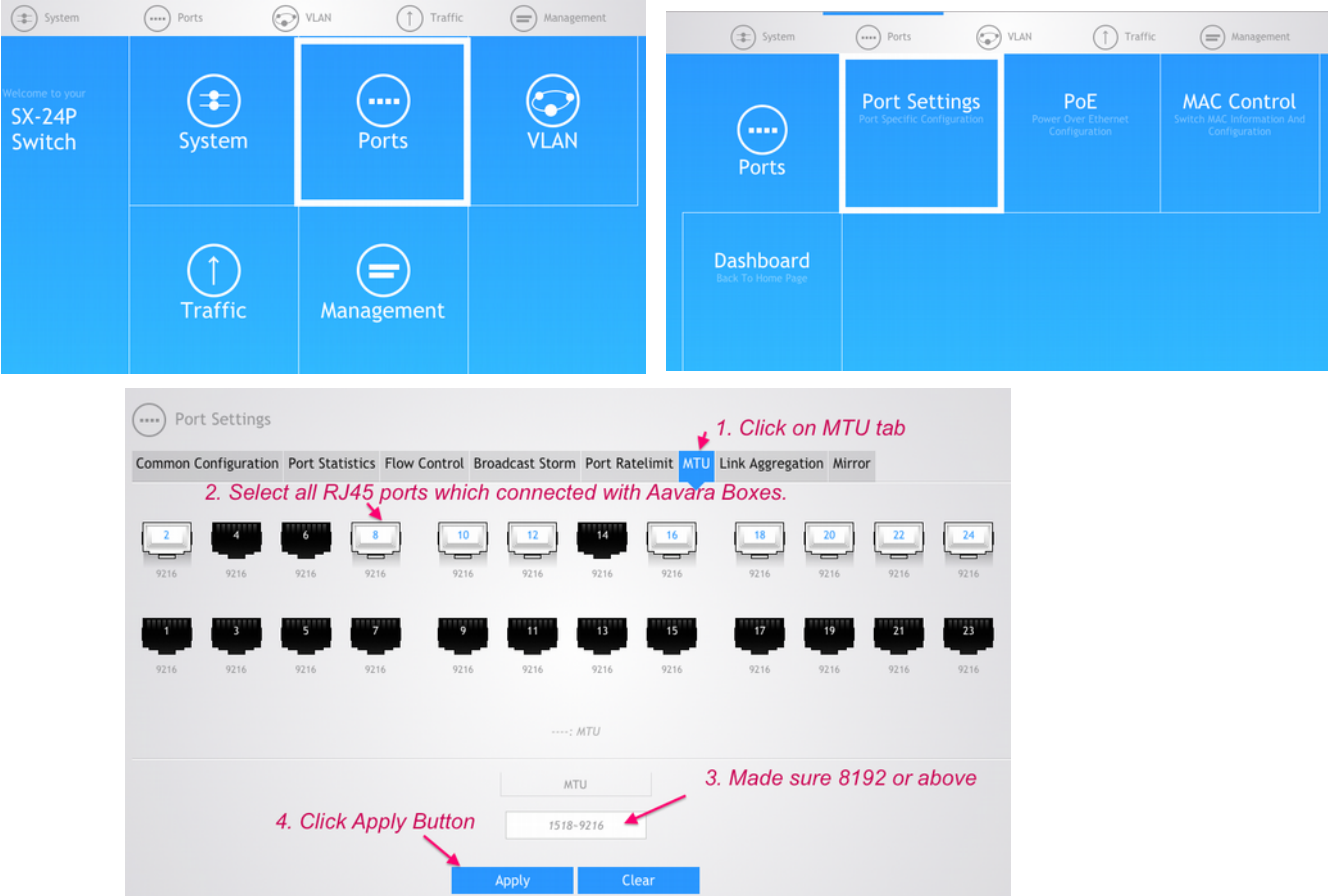 System Ports VLAN Traffic Management
Welcome to your
SX-24P
Switch
System
Ports
VLAN
Traffic
Management
System Ports VLAN Traffic Management
Ports
Port Settings
Port Specific Configuration
PoE
Power Over Ethernet
Configuration
MAC Control
Switch MAC Information And
Configuration
Dashboard
Back To Home Page
Port Settings
1. Click on MTU tab
Common Configuration Port Statistics Flow Control Broadcast Storm Port Ratelimit MTU Link Aggregation Mirror
2. Select all RJ45 ports which connected with Aavara Boxes.
2 4 6 8 10 12 14 16 18 20 22 24
9216 9216 9216 9216 9216 9216 9216 9216 9216 9216 9216 9216
1 3 5 7 9 11 13 15 17 19 21 23
9216 9216 9216 9216 9216 9216 9216 9216 9216 9216 9216 9216
----: MTU
MTU
3. Made sure 8192 or above
1518-9216
4. Click Apply Button
Apply Clear